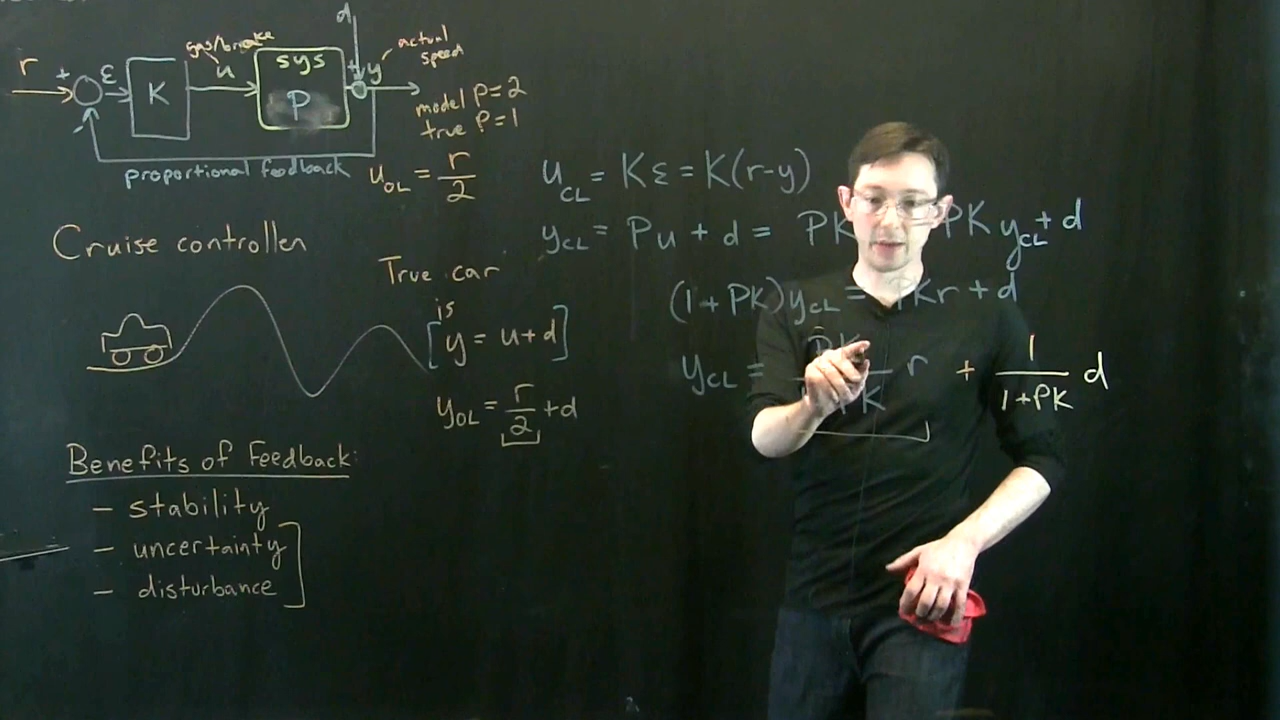 d
r + ε K gas/brake u sys P + y actual speed
-
model P=2
true P=1
proportional feedback
u_OL = r/2
u_CL = Kε = K(r-y)
y_CL = Pu + d = PK PK y_CL + d
(1+PK)y_CL = PKr + d
y_CL = PK K r + 1/(1+PK) d
Cruise controller
True car
is
[y = u+d]
y_OL = r/2 + d
Benefits of Feedback:
- stability
- uncertainty
- disturbance